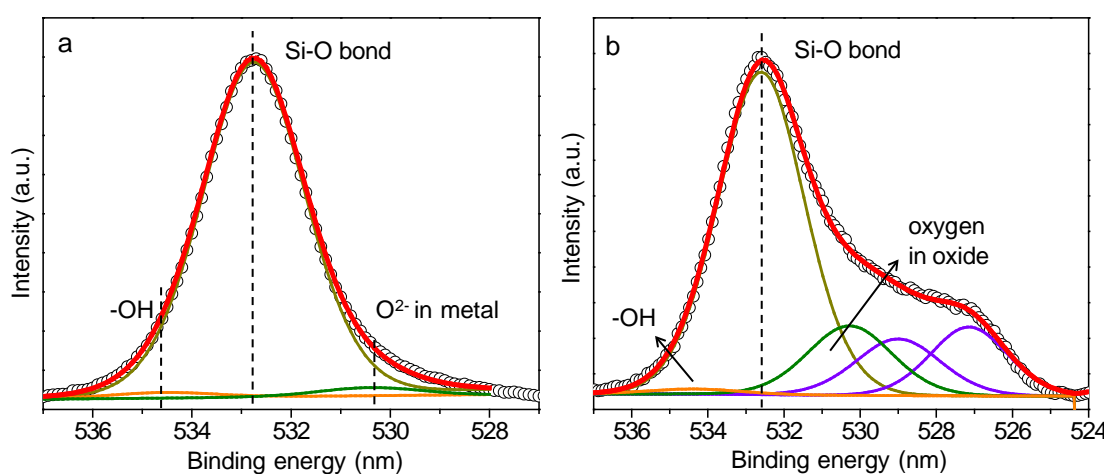 a
Si-O bond
-OH
O²⁻ in metal
Intensity (a.u.)
536 534 532 530 528
Binding energy (nm)
b
Si-O bond
oxygen
in oxide
-OH
Intensity (a.u.)
536 534 532 530 528 526 524
Binding energy (nm)